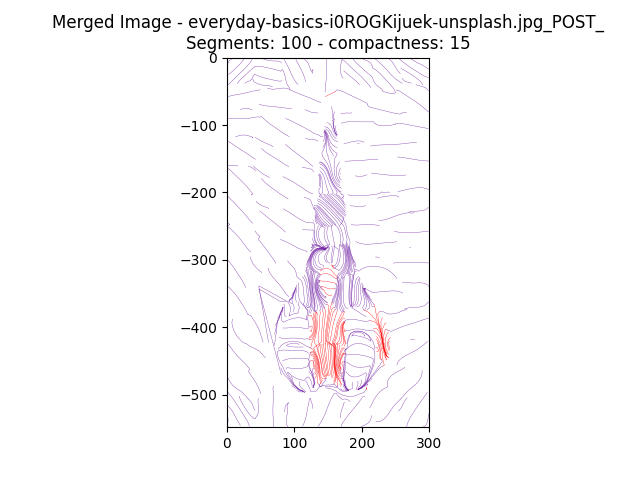 Merged Image - everyday-basics-i0ROGKijuek-unsplash.jpg_POST_
Segments: 100 - compactness: 15
0
−100
−200
−300
−400
−500
0 100 200 300